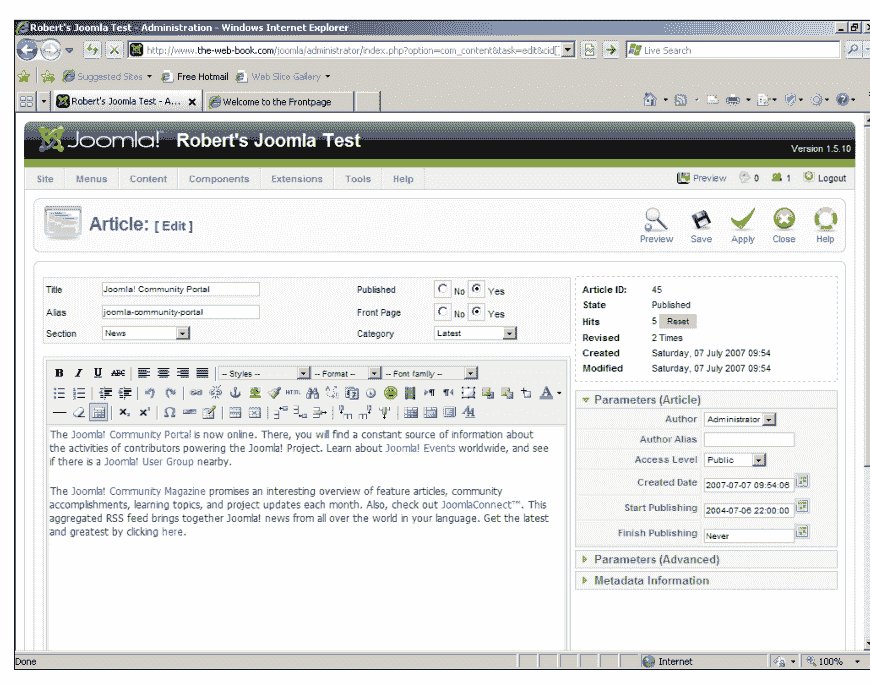 Robert's Joomla Test - Administration - Windows Internet Explorer
http://www.the-web-book.com/joomla/administrator/index.php?option=com_content&task=edit&cid[
Live Search
Suggested Sites
Free Hotmail
Web Slice Gallery
Robert's Joomla Test - A...
Welcome to the Frontpage
Joomla! Robert's Joomla Test
Version 1.5.10
Site Menus Content Components Extensions Tools Help Preview 0 1 Logout
Article: [ Edit ]
Preview Save Apply Close Help
Title Joomla! Community Portal Published No Yes
Alias joomla-community-portal Front Page No Yes
Section News Category Latest
Article ID: 45
State Published
Hits 5 Reset
Revised 2 Times
Created Saturday, 07 July 2007 09:54
Modified Saturday, 07 July 2007 09:54
B I U ABC -- Styles -- -- Format -- -- Font family --
HTML
The Joomla! Community Portal is now online. There, you will find a constant source of information about
the activities of contributors powering the Joomla! Project. Learn about Joomla! Events worldwide, and see
if there is a Joomla! User Group nearby.
The Joomla! Community Magazine promises an interesting overview of feature articles, community
accomplishments, learning topics, and project updates each month. Also, check out JoomlaConnect™. This
aggregated RSS feed brings together Joomla! news from all over the world in your language. Get the latest
and greatest by clicking here.
Parameters (Article)
Author Administrator
Author Alias
Access Level Public
Created Date 2007-07-07 09:54:06
Start Publishing 2004-07-06 22:00:00
Finish Publishing Never
Parameters (Advanced)
Metadata Information
Done
Internet
100%